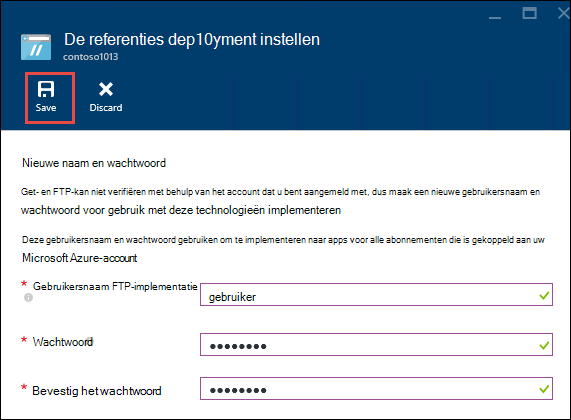 De referenties dep10yment instellen
contoso1013
Save
Discard
Nieuwe naam en wachtwoord
Get- en FTP-kan niet verifiëren met behulp van het account dat u bent aangemeld met, dus maak een nieuwe gebruikersnaam en
wachtwoord voor gebruik met deze technologieën implementeren
Deze gebruikersnaam en wachtwoord gebruiken om te implementeren naar apps voor alle abonnementen die is gekoppeld aan uw
Microsoft Azure-account
* Gebruikersnaam FTP-implementatie
gebruiker
* Wachtwoord
* Bevestig het wachtwoord